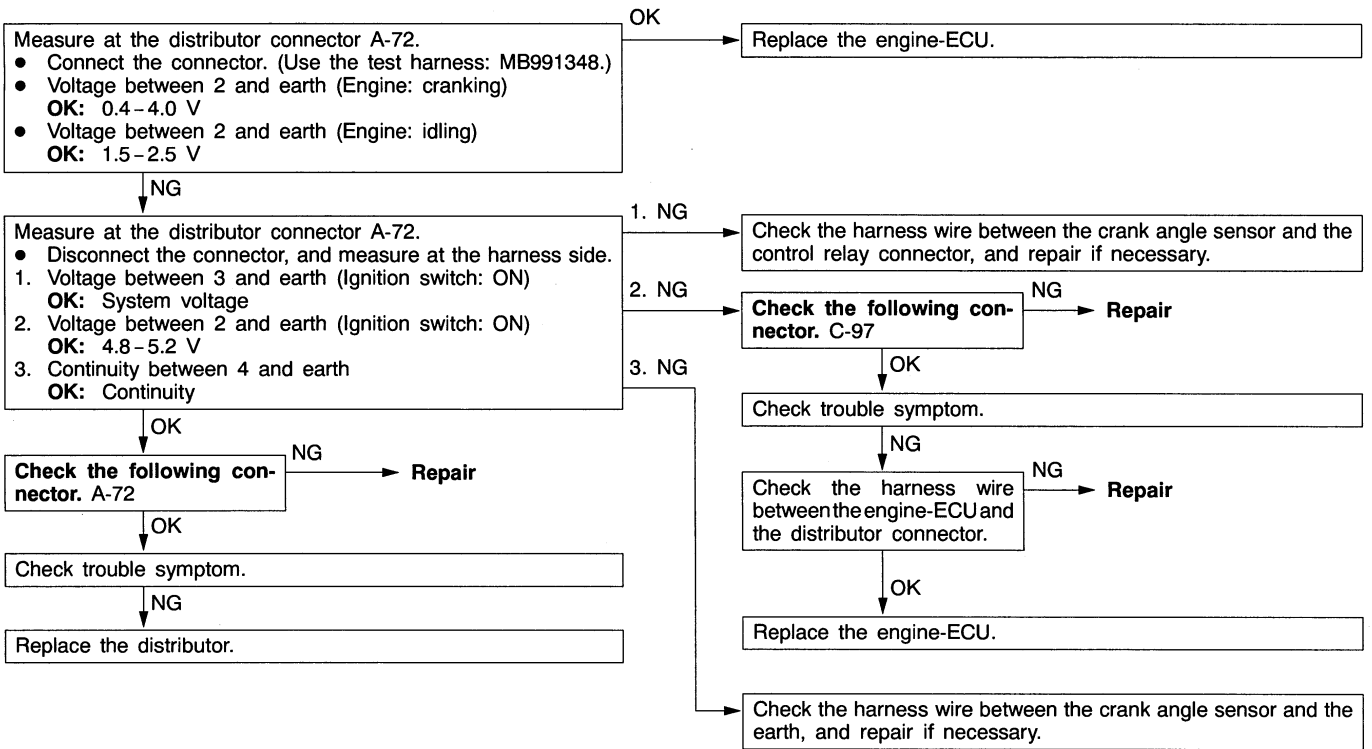 OK
Measure at the distributor connector A-72.
● Connect the connector. (Use the test harness: MB991348.)
● Voltage between 2 and earth (Engine: cranking)
OK: 0.4–4.0 V
● Voltage between 2 and earth (Engine: idling)
OK: 1.5–2.5 V
Replace the engine-ECU.
NG
Measure at the distributor connector A-72.
● Disconnect the connector, and measure at the harness side.
1. Voltage between 3 and earth (Ignition switch: ON)
OK: System voltage
2. Voltage between 2 and earth (Ignition switch: ON)
OK: 4.8–5.2 V
3. Continuity between 4 and earth
OK: Continuity
1. NG
Check the harness wire between the crank angle sensor and the
control relay connector, and repair if necessary.
2. NG
Check the following con-
nector. C-97
NG
Repair
OK
Check trouble symptom.
NG
Check the harness wire
between the engine-ECU and
the distributor connector.
NG
Repair
OK
Replace the engine-ECU.
3. NG
Check the harness wire between the crank angle sensor and the
earth, and repair if necessary.
OK
Check the following con-
nector. A-72
NG
Repair
OK
Check trouble symptom.
NG
Replace the distributor.